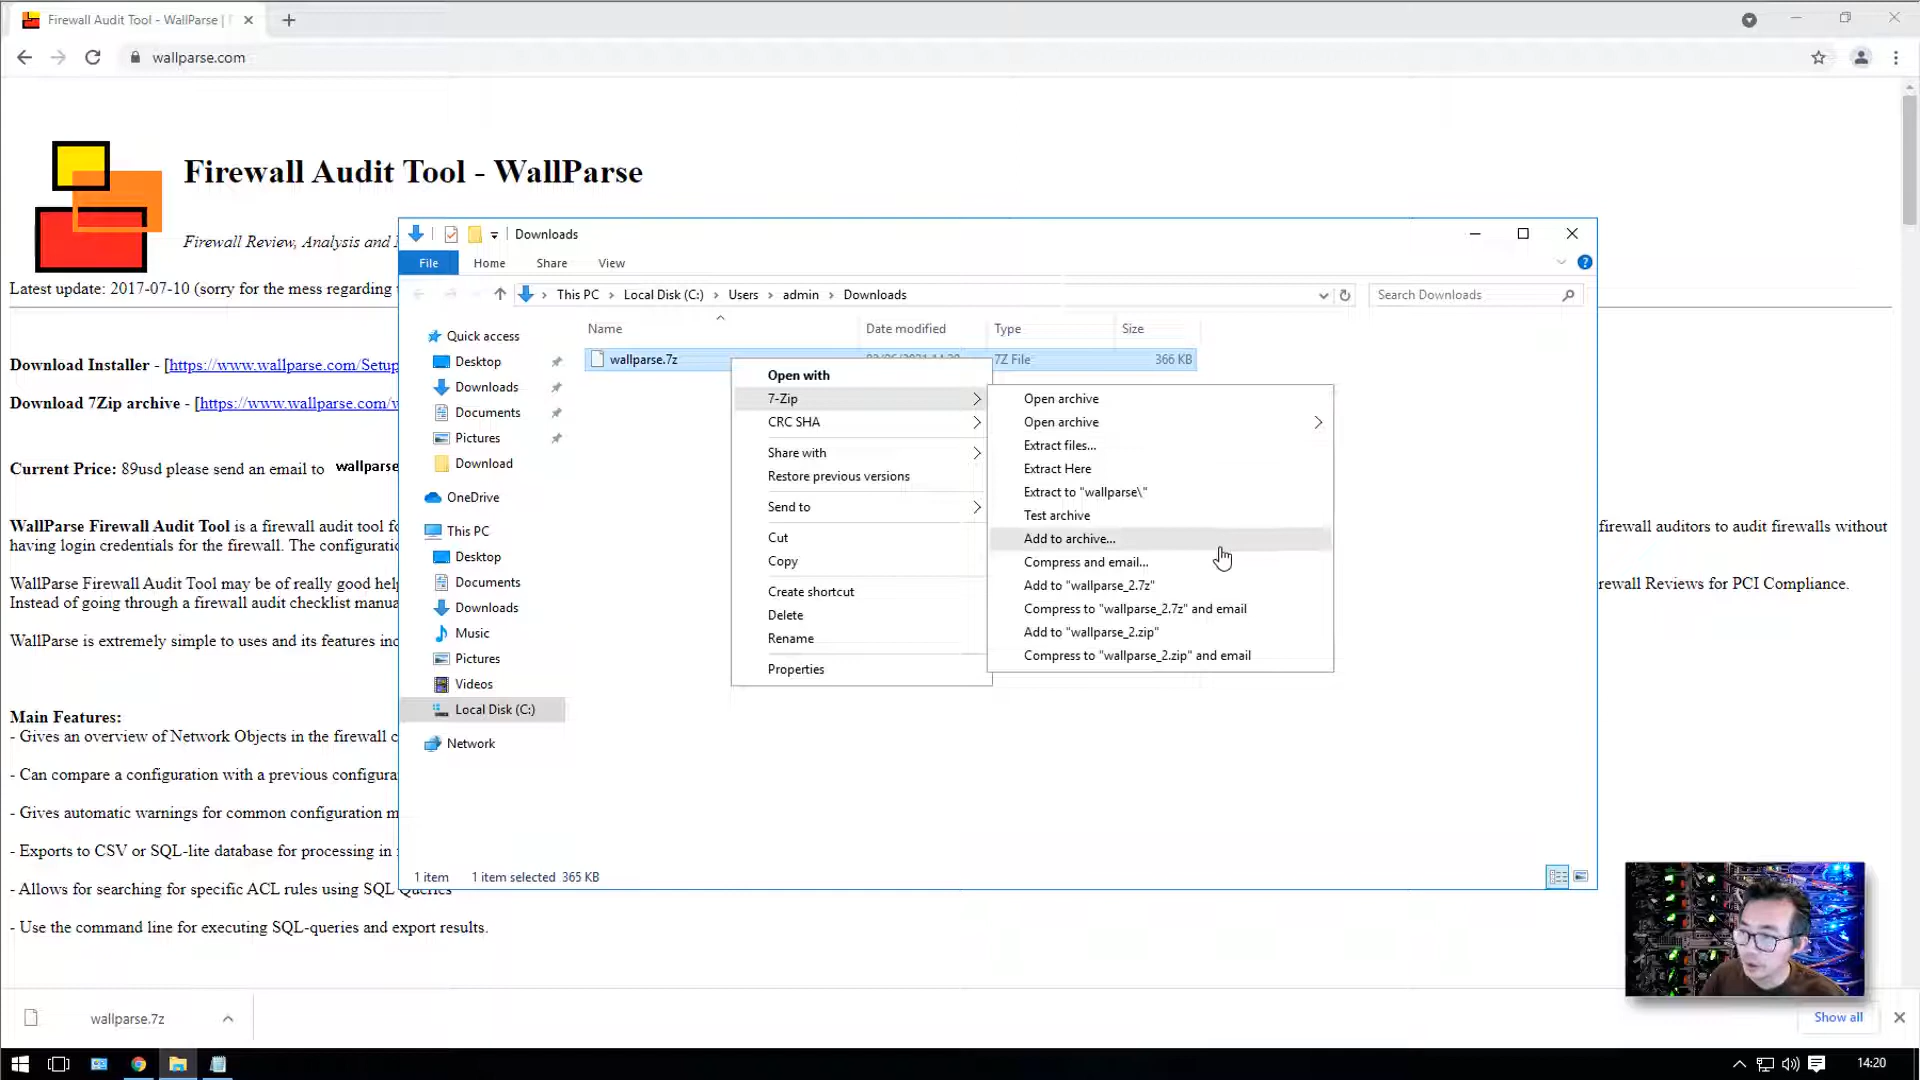 Firewall Audit Tool - WallParse |
wallparse.com
Firewall Audit Tool - WallParse
Firewall Review, Analysis and
Latest update: 2017-07-10 (sorry for the mess regarding
Download Installer - [https://www.wallparse.com/Setup
Download 7Zip archive - [https://www.wallparse.com/w
Current Price: 89usd please send an email to wallparse
WallParse Firewall Audit Tool is a firewall audit tool fo
firewall auditors to audit firewalls without
having login credentials for the firewall. The configuratio
WallParse Firewall Audit Tool may be of really good hel
rewall Reviews for PCI Compliance.
Instead of going through a firewall audit checklist manua
WallParse is extremely simple to uses and its features inc
Main Features:
- Gives an overview of Network Objects in the firewall c
- Can compare a configuration with a previous configura
- Gives automatic warnings for common configuration m
- Exports to CSV or SQL-lite database for processing in
- Allows for searching for specific ACL rules using SQL Queries
- Use the command line for executing SQL-queries and export results.
Downloads
File Home Share View
This PC Local Disk (C:) Users admin Downloads
Search Downloads
Name Date modified Type Size
wallparse.7z 7Z File 366 KB
Quick access
Desktop
Downloads
Documents
Pictures
Download
OneDrive
This PC
Desktop
Documents
Downloads
Music
Pictures
Videos
Local Disk (C:)
Network
Open with
7-Zip
CRC SHA
Share with
Restore previous versions
Send to
Cut
Copy
Create shortcut
Delete
Rename
Properties
Open archive
Open archive
Extract files...
Extract Here
Extract to "wallparse\"
Test archive
Add to archive...
Compress and email...
Add to "wallparse_2.7z"
Compress to "wallparse_2.7z" and email
Add to "wallparse_2.zip"
Compress to "wallparse_2.zip" and email
1 item 1 item selected 365 KB
wallparse.7z
Show all
14:20